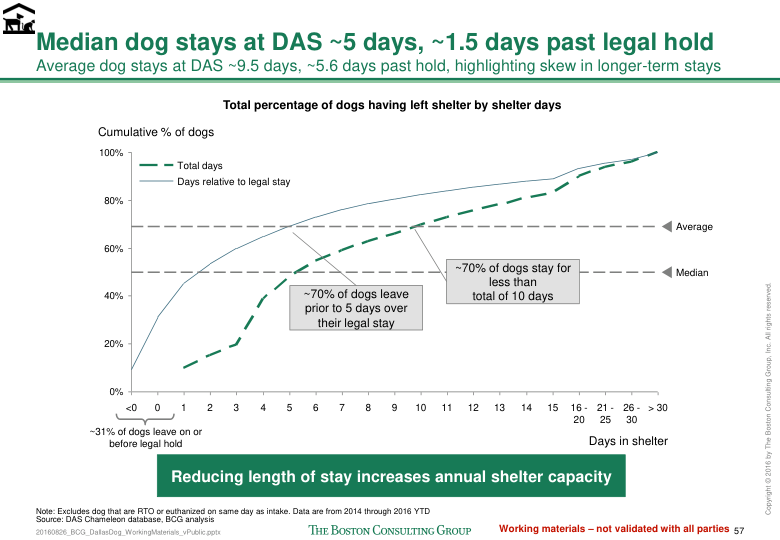 Median dog stays at DAS ~5 days, ~1.5 days past legal hold
Average dog stays at DAS ~9.5 days, ~5.6 days past hold, highlighting skew in longer-term stays
Total percentage of dogs having left shelter by shelter days
Cumulative % of dogs
100%
80%
60%
40%
20%
0%
Total days
Days relative to legal stay
Average
Median
~70% of dogs stay for
less than
total of 10 days
~70% of dogs leave
prior to 5 days over
their legal stay
<0 0 1 2 3 4 5 6 7 8 9 10 11 12 13 14 15 16 - 21 - 26 - > 30
20 25 30
~31% of dogs leave on or
before legal hold
Days in shelter
Reducing length of stay increases annual shelter capacity
Note: Excludes dog that are RTO or euthanized on same day as intake. Data are from 2014 through 2016 YTD
Source: DAS Chameleon database, BCG analysis
20160826_BCG_DallasDog_WorkingMaterials_vPublic.pptx
THE BOSTON CONSULTING GROUP
Working materials – not validated with all parties 57
Copyright © 2016 by The Boston Consulting Group, Inc. All rights reserved.